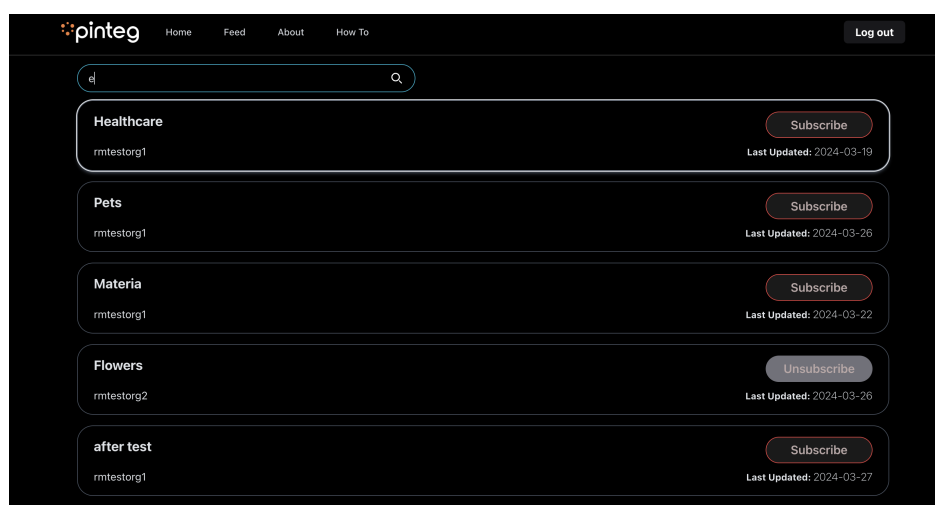 pinteg Home Feed About How To Log out
e
Healthcare Subscribe
rmtestorg1 Last Updated: 2024-03-19
Pets Subscribe
rmtestorg1 Last Updated: 2024-03-26
Materia Subscribe
rmtestorg1 Last Updated: 2024-03-22
Flowers Unsubscribe
rmtestorg2 Last Updated: 2024-03-26
after test Subscribe
rmtestorg1 Last Updated: 2024-03-27